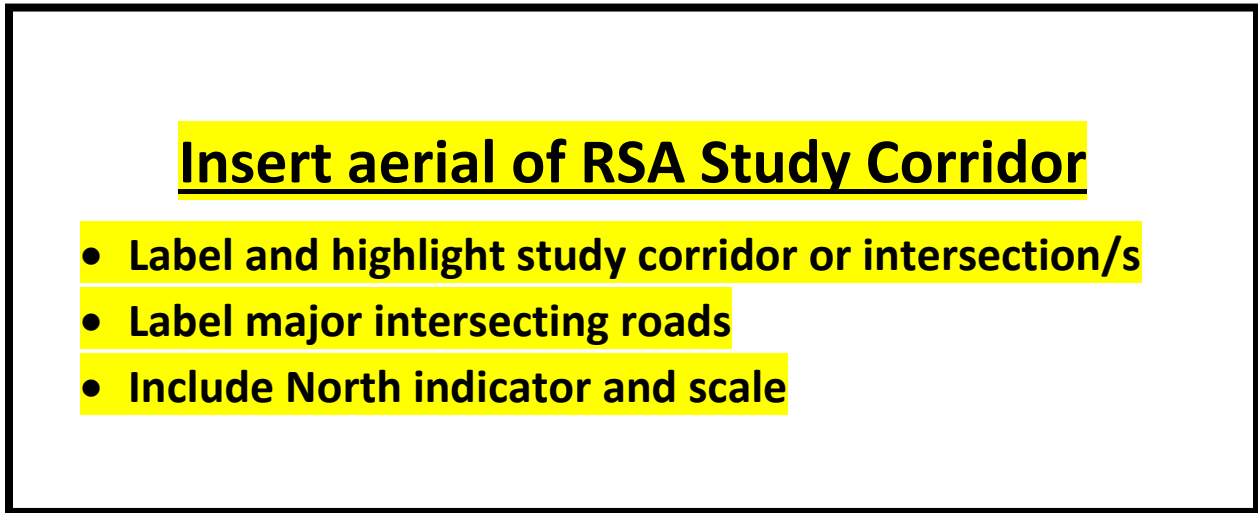 Insert aerial of RSA Study Corridor
• Label and highlight study corridor or intersection/s
• Label major intersecting roads
• Include North indicator and scale